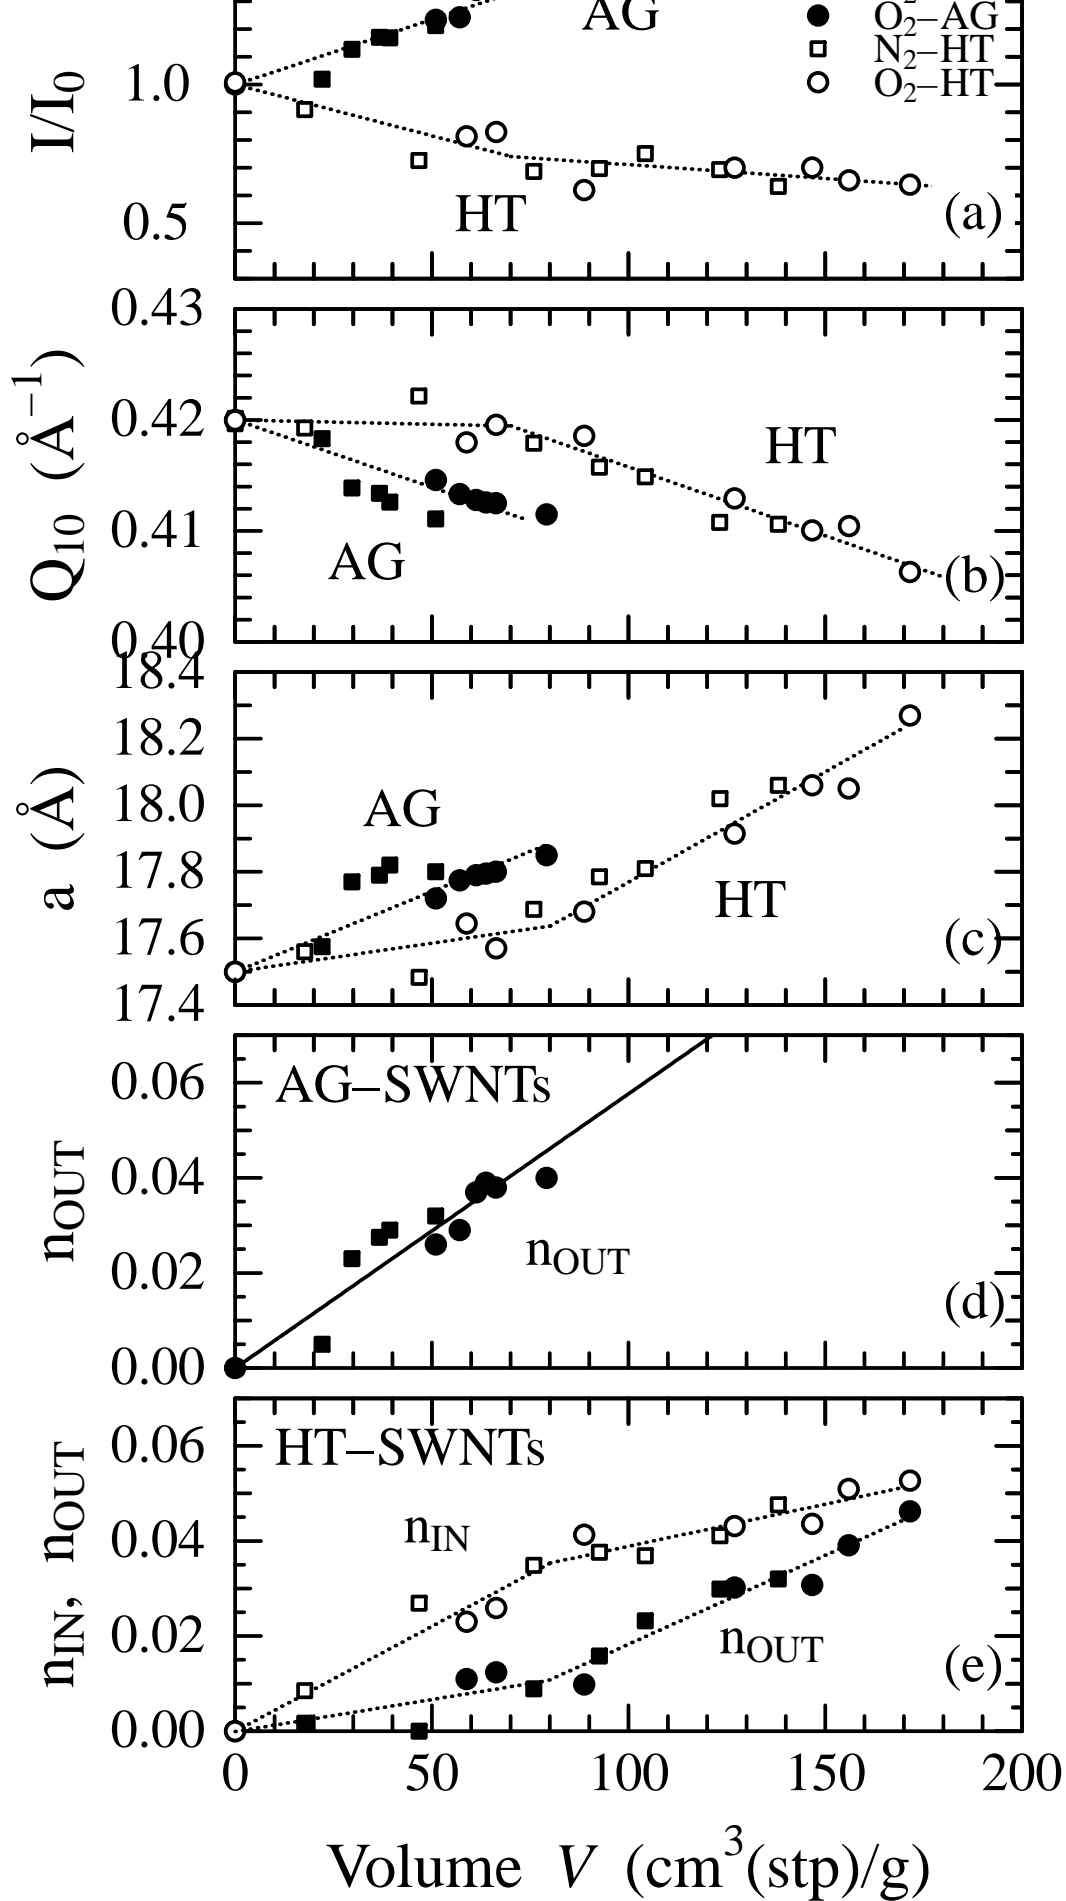 AG
O2–AG
N2–HT
O2–HT
I/I0
1.0
0.5
HT
(a)
0.43
0.42
0.41
0.40
Q10 (Å−1)
HT
AG
(b)
18.4
18.2
18.0
17.8
17.6
17.4
a (Å)
AG
HT
(c)
0.06
0.04
0.02
0.00
nOUT
AG–SWNTs
nOUT
(d)
0.06
0.04
0.02
0.00
nIN, nOUT
HT–SWNTs
nIN
nOUT
(e)
0 50 100 150 200
Volume V (cm3(stp)/g)